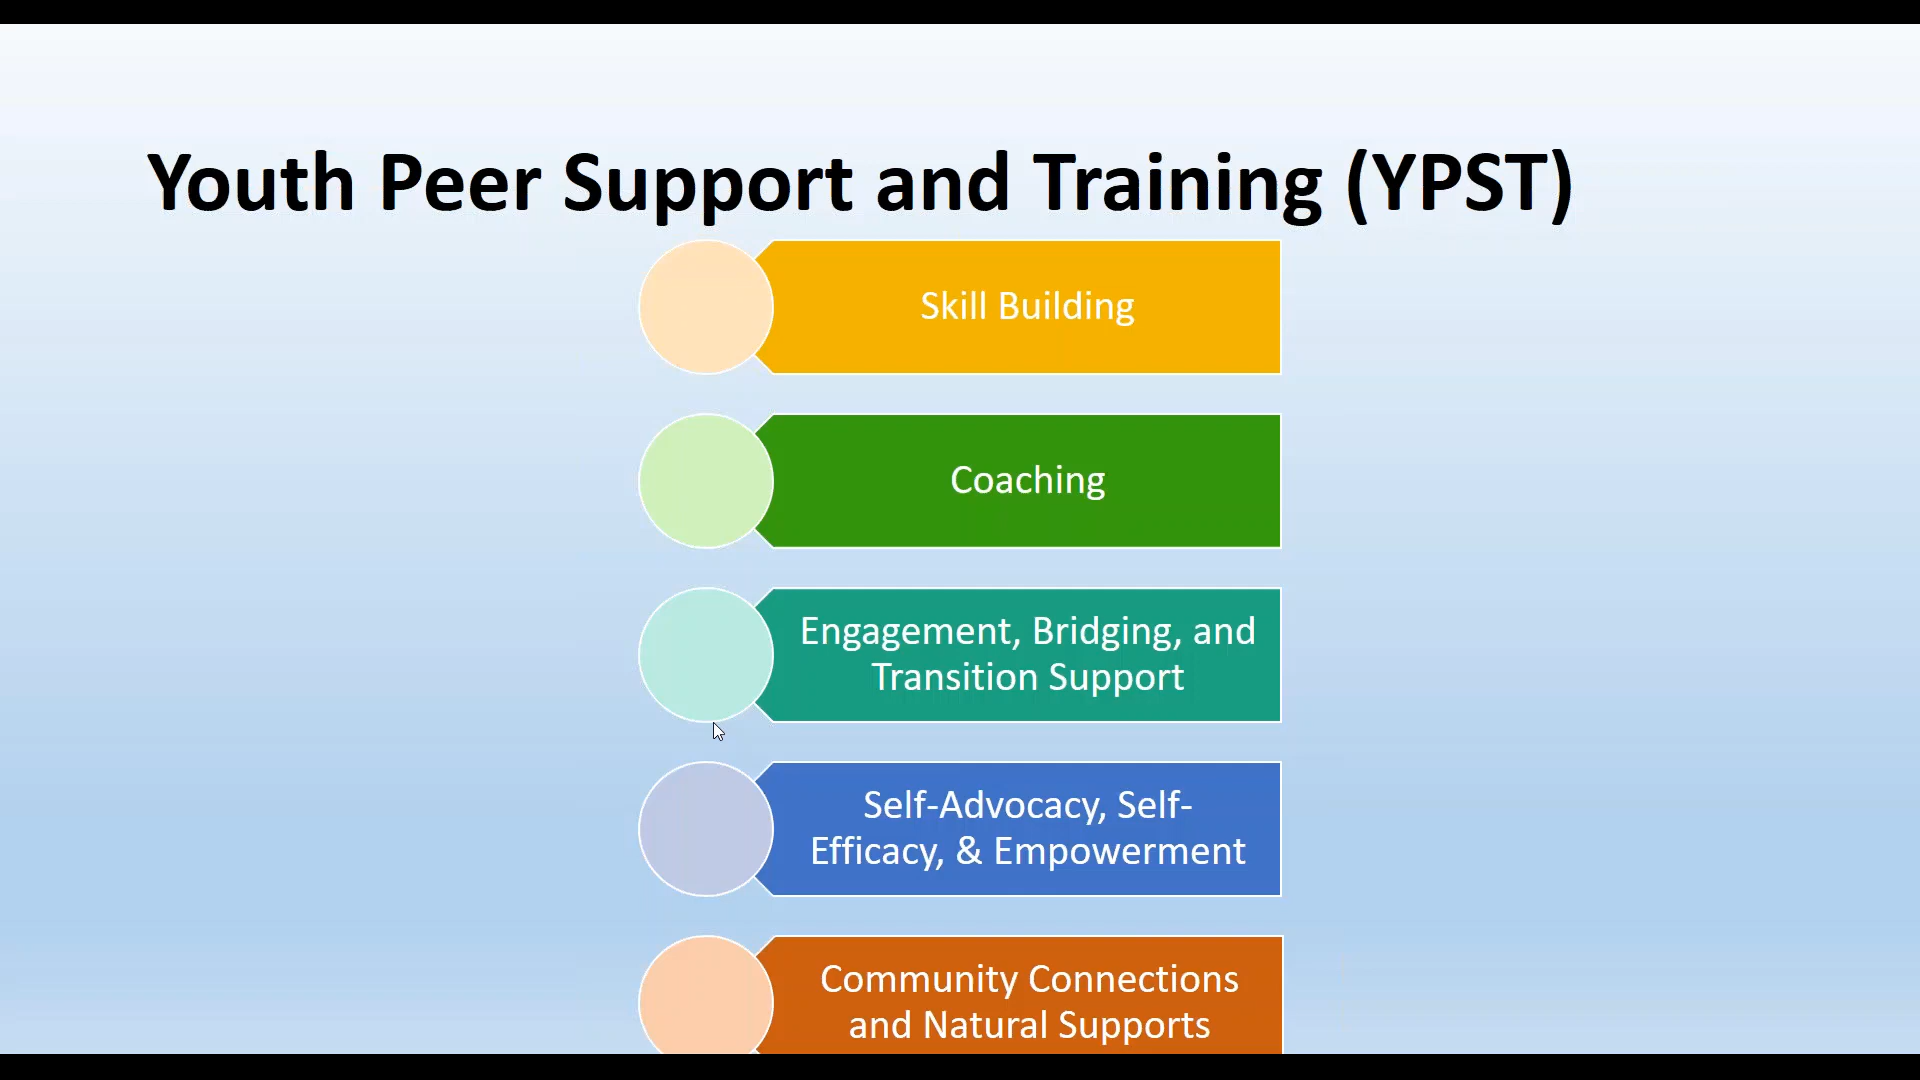 Youth Peer Support and Training (YPST)
Skill Building
Coaching
Engagement, Bridging, and
Transition Support
Self-Advocacy, Self-
Efficacy, & Empowerment
Community Connections
and Natural Supports